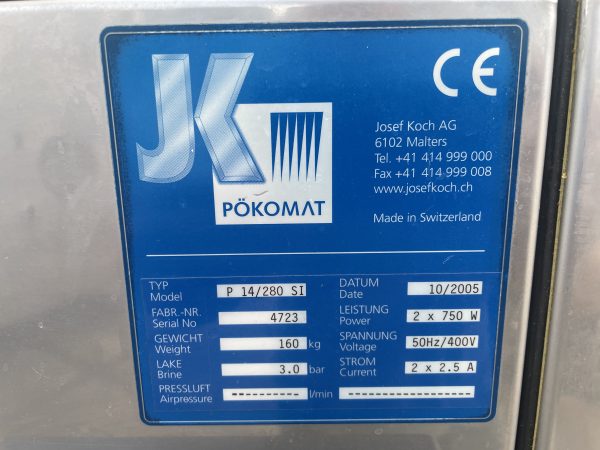 JK
CE
PÖKOMAT
Josef Koch AG
6102 Malters
Tel. +41 414 999 000
Fax +41 414 999 008
www.josefkoch.ch
Made in Switzerland
TYP
Model P 14/280 SI
FABR.-NR.
Serial No 4723
GEWICHT
Weight 160 kg
LAKE
Brine 3.0 bar
PRESSLUFT
Airpressure ---------- l/min
DATUM
Date 10/2005
LEISTUNG
Power 2 x 750 W
SPANNUNG
Voltage 50Hz/400V
STROM
Current 2 x 2.5 A
----------